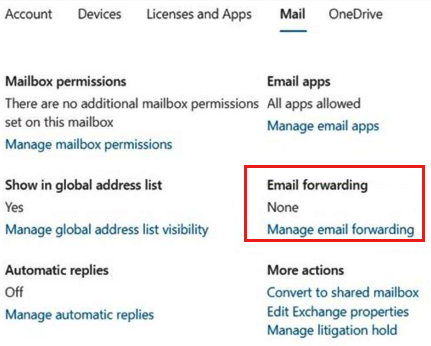 Account Devices Licenses and Apps Mail OneDrive
Mailbox permissions
There are no additional mailbox permissions
set on this mailbox
Manage mailbox permissions
Email apps
All apps allowed
Manage email apps
Show in global address list
Yes
Manage global address list visibility
Email forwarding
None
Manage email forwarding
Automatic replies
Off
Manage automatic replies
More actions
Convert to shared mailbox
Edit Exchange properties
Manage litigation hold